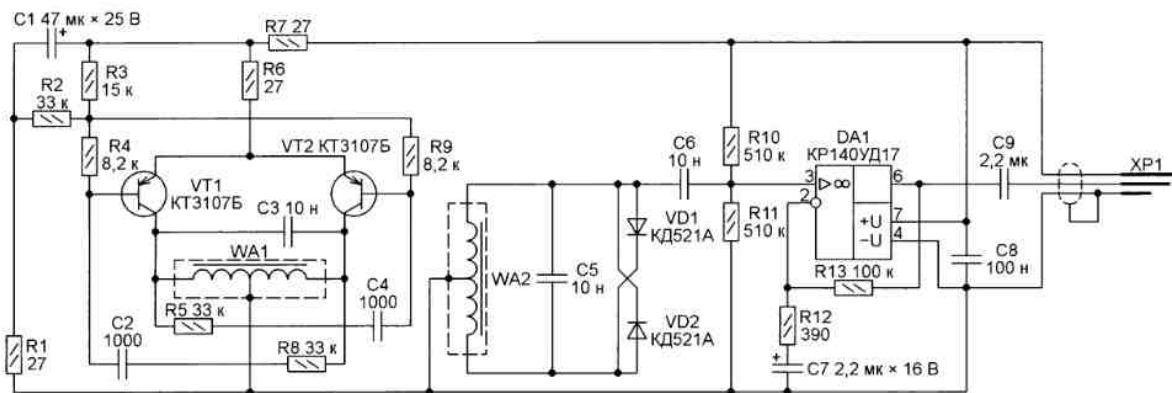 C1 47 мк × 25 В
+
R7 27
R2
33 к
R3
15 к
R6
27
R4
8,2 к
VT2 КТ3107Б
R9
8,2 к
VT1
КТ3107Б
C3 10 н
WA1
R5 33 к
C4
1000
C2
1000
R8 33 к
R1
27
WA2
C5
10 н
C6
10 н
VD1
КД521А
VD2
КД521А
R10
510 к
R11
510 к
DA1
КР140УД17
3
2
▷∞
6
7
4
+U
−U
R13 100 к
R12
390
+
C7 2,2 мк × 16 В
C8
100 н
C9
2,2 мк
XP1